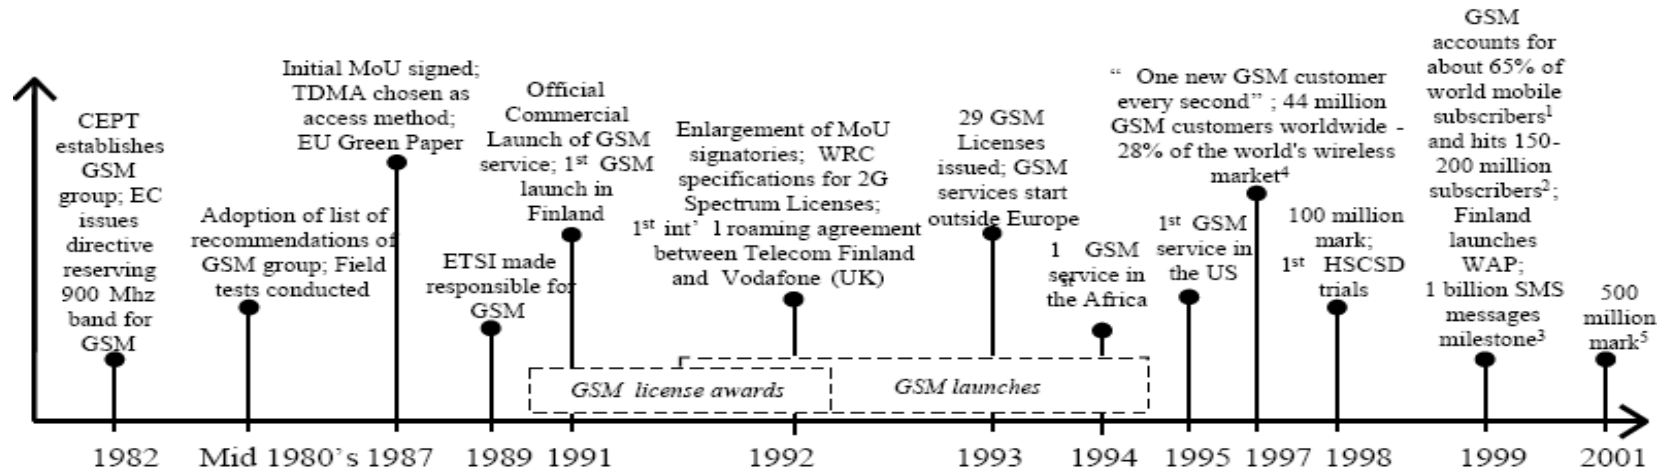 CEPT
establishes
GSM
group; EC
issues
directive
reserving
900 Mhz
band for
GSM
Adoption of list of
recommendations of
GSM group; Field
tests conducted
Initial MoU signed;
TDMA chosen as
access method;
EU Green Paper
ETSI made
responsible for
GSM
Official
Commercial
Launch of GSM
service; 1st GSM
launch in
Finland
Enlargement of MoU
signatories; WRC
specifications for 2G
Spectrum Licenses;
1st int’ l roaming agreement
between Telecom Finland
and Vodafone (UK)
29 GSM
Licenses
issued; GSM
services start
outside Europe
1st GSM
service in
the Africa
1st GSM
service in
the US
“ One new GSM customer
every second” ; 44 million
GSM customers worldwide -
28% of the world's wireless
market4
100 million
mark;
1st HSCSD
trials
GSM
accounts for
about 65% of
world mobile
subscribers1
and hits 150-
200 million
subscribers2;
Finland
launches
WAP;
1 billion SMS
messages
milestone3
500
million
mark5
GSM license awards
GSM launches
1982 Mid 1980’s 1987 1989 1991 1992 1993 1994 1995 1997 1998 1999 2001